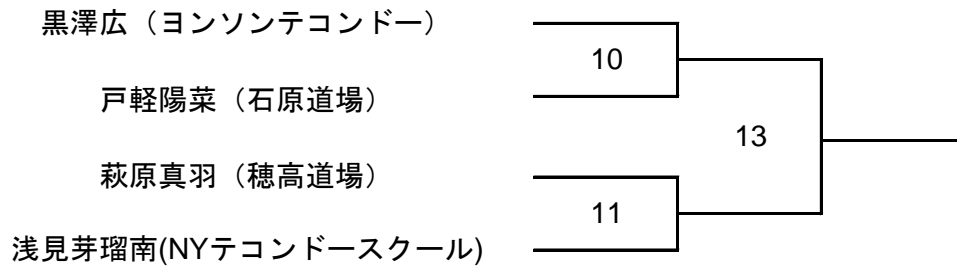 黒澤広（ヨンソンテコンドー）
10
戸軽陽菜（石原道場）
13
萩原真羽（穂高道場）
11
浅見芽瑠南(NYテコンドースクール)